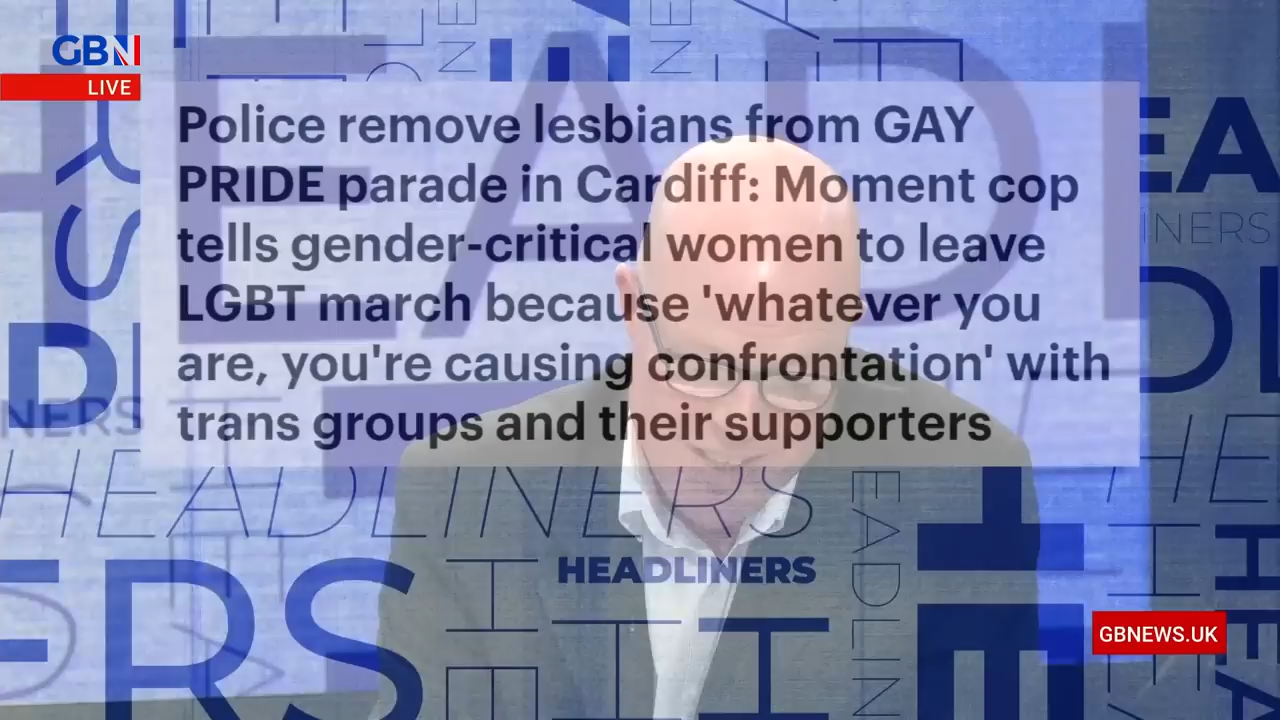 GBN
LIVE
Police remove lesbians from GAY
PRIDE parade in Cardiff: Moment cop
tells gender-critical women to leave
LGBT march because 'whatever you
are, you're causing confrontation' with
trans groups and their supporters
HEADLINERS
HEADLINERS
GBNEWS.UK